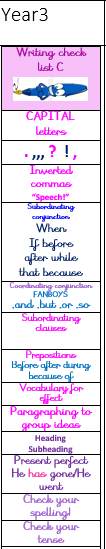 Year3
Writing check
list C
CAPITAL
letters
. ,,, ? ! ,
Inverted
commas
“Speech!”
Subordinating
conjunction
When
If before
after while
that because
Coordinating conjunction
FANBOYS
.and ,but ,or ,so
Subordinating
clauses
Prepositions
Before after during
because of
Vocabulary for
effect
Paragraphing to
group ideas
Heading
Subheading
Present perfect
He has gone/He
went
Check your
spelling!
Check your
tense